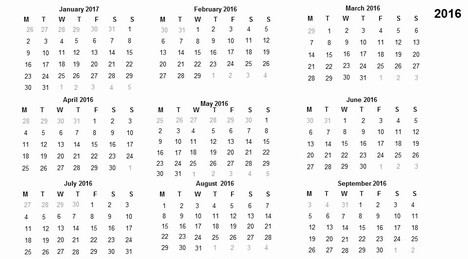 2016
January 2017
M T W T F S S
26 27 28 29 30 31 1
2 3 4 5 6 7 8
9 10 11 12 13 14 15
16 17 18 19 20 21 22
23 24 25 26 27 28 29
30 31 1 2 3 4 5
February 2016
M T W T F S S
30 31 1 2 3 4 5
6 7 8 9 10 11 12
13 14 15 16 17 18 19
20 21 22 23 24 25 26
27 28 29 1 2 3 4
March 2016
M T W T F S S
29 1 2 3 4 5 6
7 8 9 10 11 12 13
14 15 16 17 18 19 20
21 22 23 24 25 26 27
28 29 30 31 1 2 3
April 2016
M T W T F S S
28 29 30 31 1 2 3
4 5 6 7 8 9 10
11 12 13 14 15 16 17
18 19 20 21 22 23 24
25 26 27 28 29 30 1
May 2016
M T W T F S S
25 26 27 28 29 30 1
2 3 4 5 6 7 8
9 10 11 12 13 14 15
16 17 18 19 20 21 22
23 24 25 26 27 28 29
30 31 1 2 3 4 5
June 2016
M T W T F S S
30 31 1 2 3 4 5
6 7 8 9 10 11 12
13 14 15 16 17 18 19
20 21 22 23 24 25 26
27 28 29 30 1 2 3
July 2016
M T W T F S S
27 28 29 30 1 2 3
4 5 6 7 8 9 10
11 12 13 14 15 16 17
18 19 20 21 22 23 24
25 26 27 28 29 30 31
August 2016
M T W T F S S
1 2 3 4 5 6 7
8 9 10 11 12 13 14
15 16 17 18 19 20 21
22 23 24 25 26 27 28
29 30 31 1 2 3 4
September 2016
M T W T F S S
3 4 31 1 2 3 4
5 6 7 8 9 10 11
12 13 14 15 16 17 18
19 20 21 22 23 24 25
26 27 28 29 30 1 2